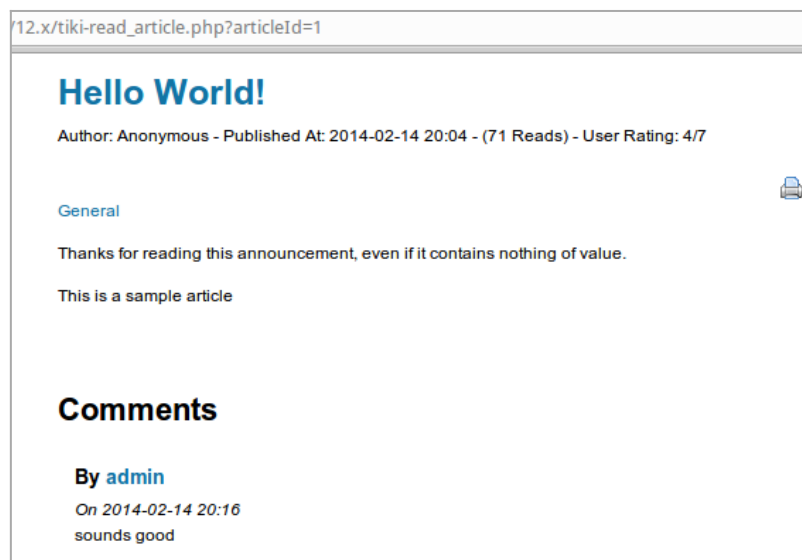 /12.x/tiki-read_article.php?articleId=1
Hello World!
Author: Anonymous - Published At: 2014-02-14 20:04 - (71 Reads) - User Rating: 4/7
General
Thanks for reading this announcement, even if it contains nothing of value.
This is a sample article
Comments
By admin
On 2014-02-14 20:16
sounds good